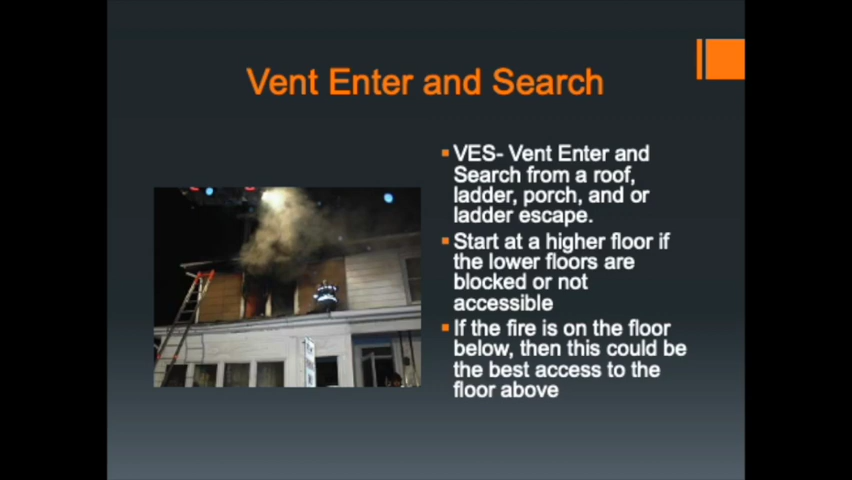 Vent Enter and Search
VES- Vent Enter and
Search from a roof,
ladder, porch, and or
ladder escape.
Start at a higher floor if
the lower floors are
blocked or not
accessible
If the fire is on the floor
below, then this could be
the best access to the
floor above